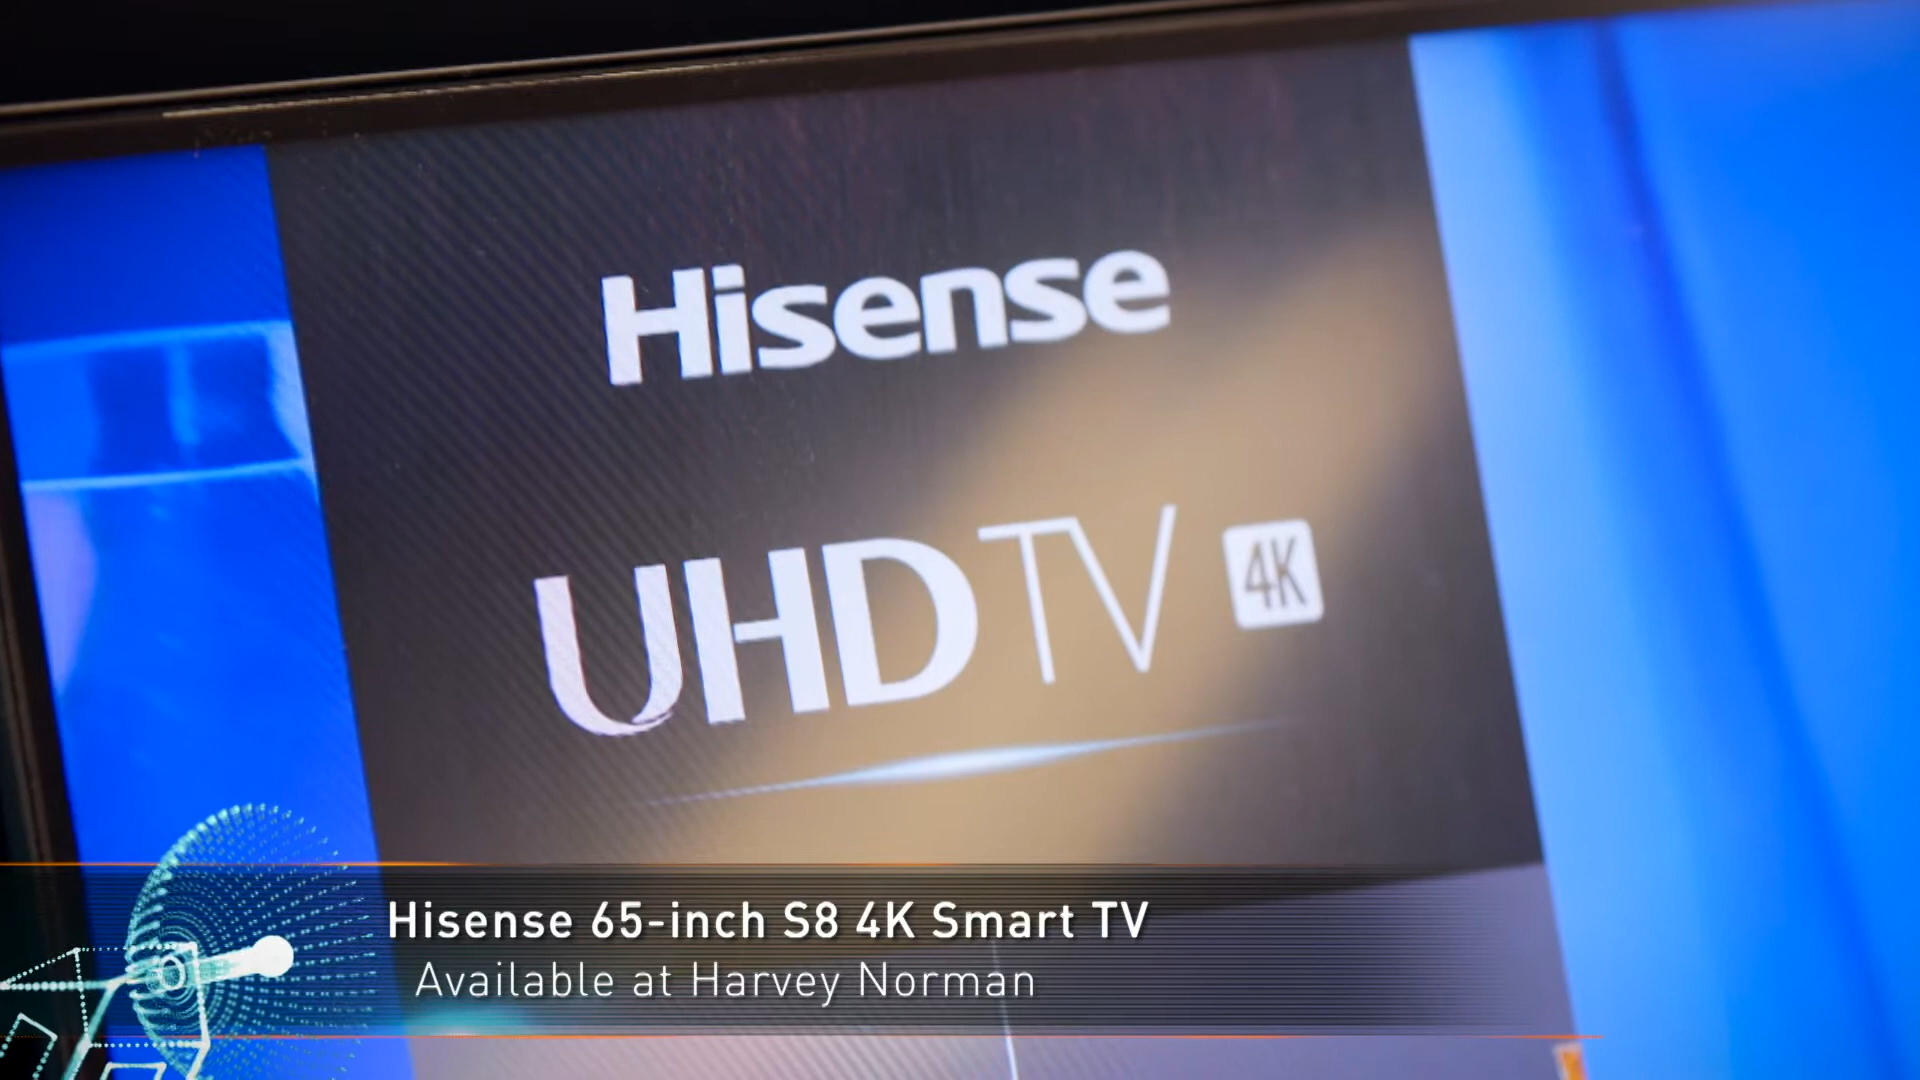 Hisense
UHD TV 4K
Hisense 65-inch S8 4K Smart TV
Available at Harvey Norman